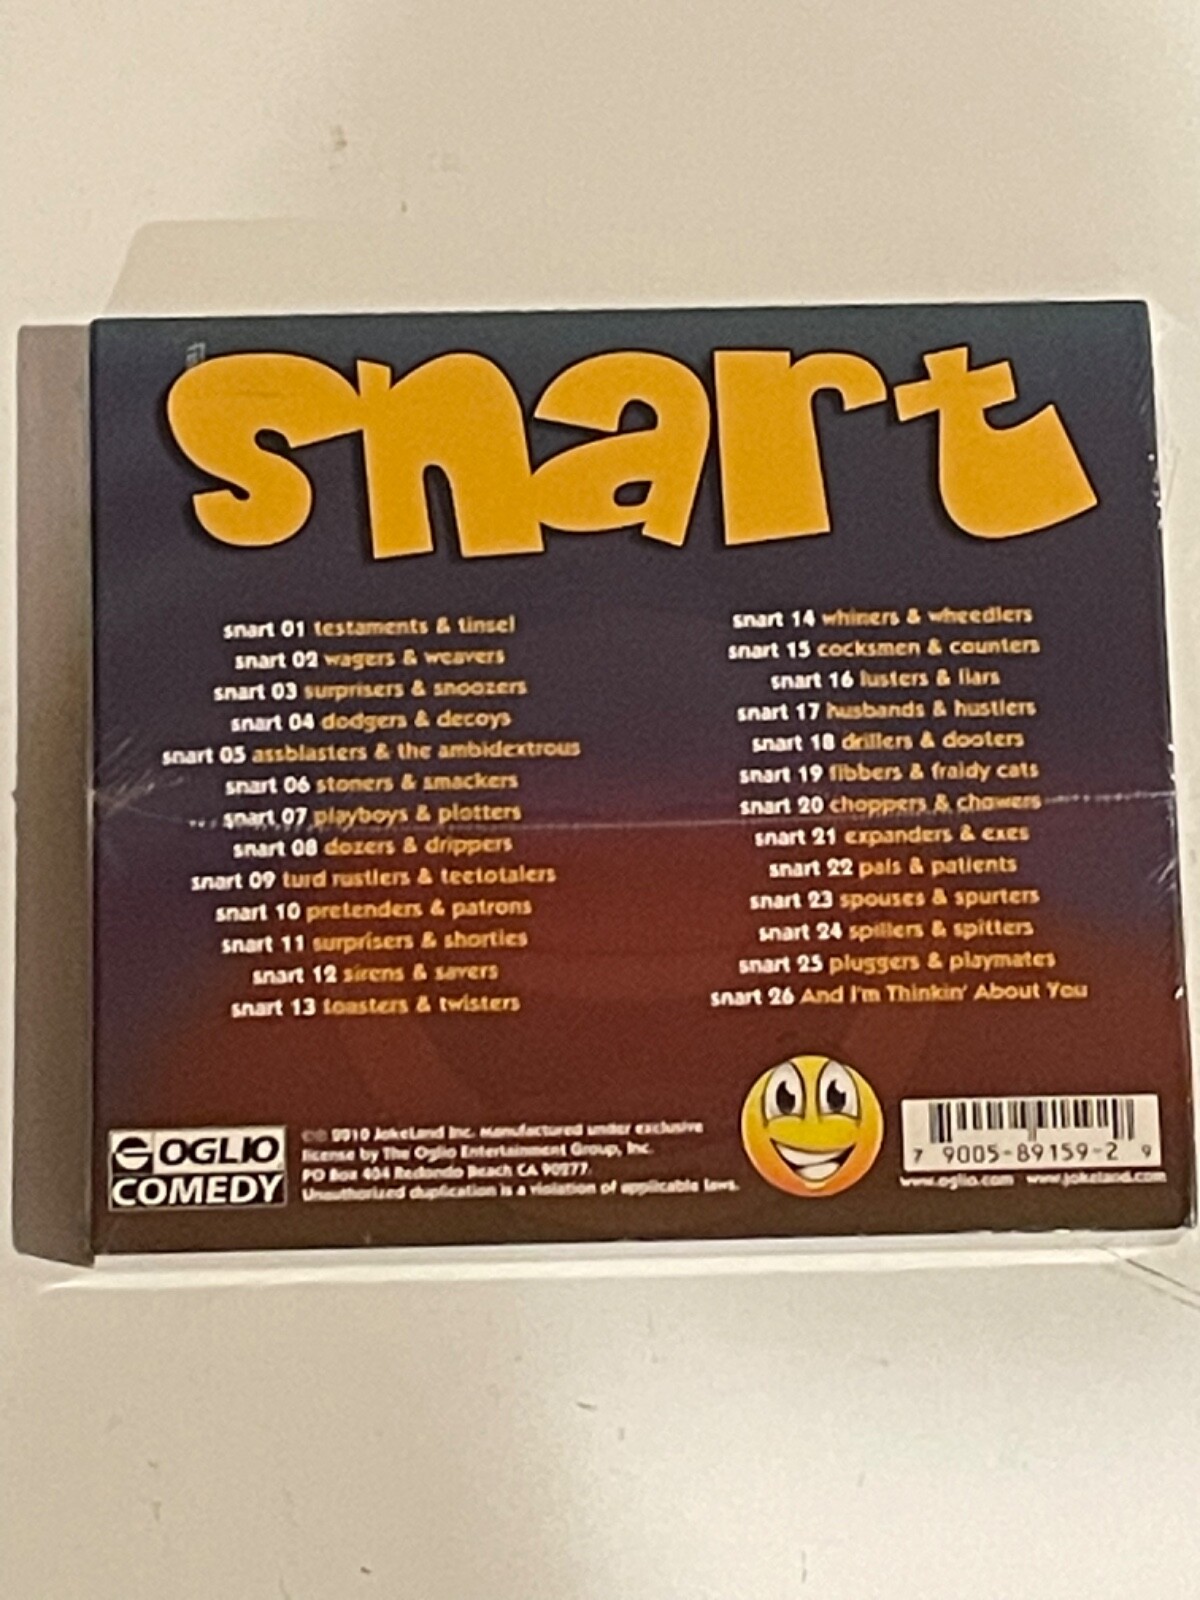 snart
snart 01 testaments & tinsel
snart 02 wagers & weavers
snart 03 surprisers & snoozers
snart 04 dodgers & decoys
snart 05 assblasters & the ambidextrous
snart 06 stoners & smackers
snart 07 playboys & plotters
snart 08 dozers & drippers
snart 09 turd rustlers & teetotalers
snart 10 pretenders & patrons
snart 11 surprisers & shorties
snart 12 sirens & savers
snart 13 toasters & twisters
snart 14 whiners & wheedlers
snart 15 cocksmen & counters
snart 16 lusters & liars
snart 17 husbands & hustlers
snart 18 drillers & dooters
snart 19 fibbers & fraidy cats
snart 20 choppers & chowers
snart 21 expanders & exes
snart 22 pals & patients
snart 23 spouses & spurters
snart 24 spillers & spitters
snart 25 pluggers & playmates
snart 26 And I'm Thinkin' About You
OGLIO
COMEDY
©℗ 2010 JokeLand Inc. Manufactured under exclusive
license by The Oglio Entertainment Group, Inc.
PO Box 404 Redondo Beach CA 90277.
Unauthorized duplication is a violation of applicable laws.
7 90058-91592 9
www.oglio.com www.jokeland.com